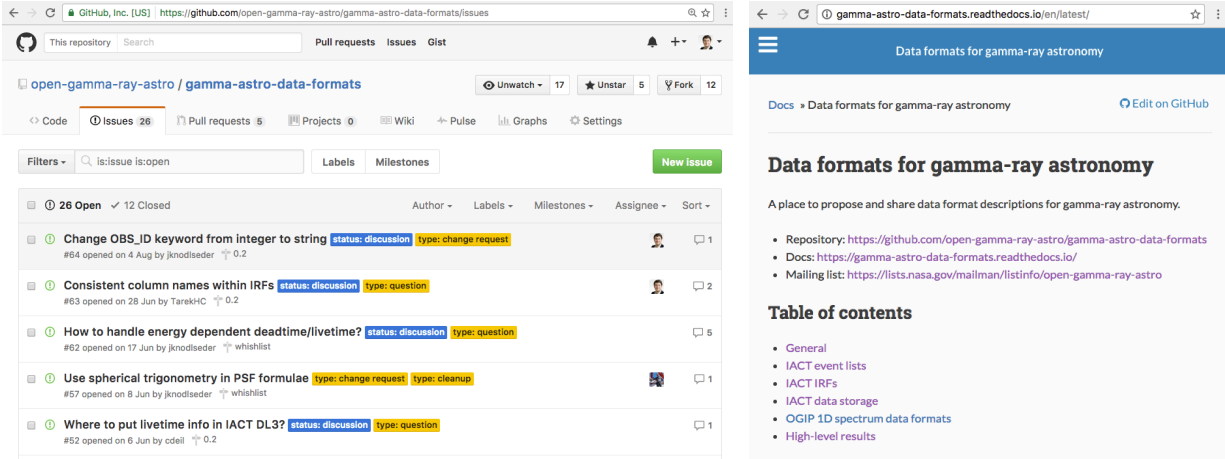 GitHub, Inc. [US] https://github.com/open-gamma-ray-astro/gamma-astro-data-formats/issues
This repository Search Pull requests Issues Gist
open-gamma-ray-astro / gamma-astro-data-formats Unwatch 17 Unstar 5 Fork 12
Code Issues 26 Pull requests 5 Projects 0 Wiki Pulse Graphs Settings
Filters is:issue is:open Labels Milestones New issue
26 Open 12 Closed Author Labels Milestones Assignee Sort
Change OBS_ID keyword from integer to string status: discussion type: change request 1
#64 opened on 4 Aug by jknodlseder 0.2
Consistent column names within IRFs status: discussion type: question 2
#63 opened on 28 Jun by TarekHC 0.2
How to handle energy dependent deadtime/livetime? status: discussion type: question 5
#62 opened on 17 Jun by jknodlseder whishlist
Use spherical trigonometry in PSF formulae type: change request type: cleanup 1
#57 opened on 8 Jun by jknodlseder whishlist
Where to put livetime info in IACT DL3? status: discussion type: question 1
#52 opened on 6 Jun by cdeil 0.2
gamma-astro-data-formats.readthedocs.io/en/latest/
Data formats for gamma-ray astronomy
Docs » Data formats for gamma-ray astronomy Edit on GitHub
Data formats for gamma-ray astronomy
A place to propose and share data format descriptions for gamma-ray astronomy.
• Repository: https://github.com/open-gamma-ray-astro/gamma-astro-data-formats
• Docs: https://gamma-astro-data-formats.readthedocs.io/
• Mailing list: https://lists.nasa.gov/mailman/listinfo/open-gamma-ray-astro
Table of contents
• General
• IACT event lists
• IACT IRFs
• IACT data storage
• OGIP 1D spectrum data formats
• High-level results